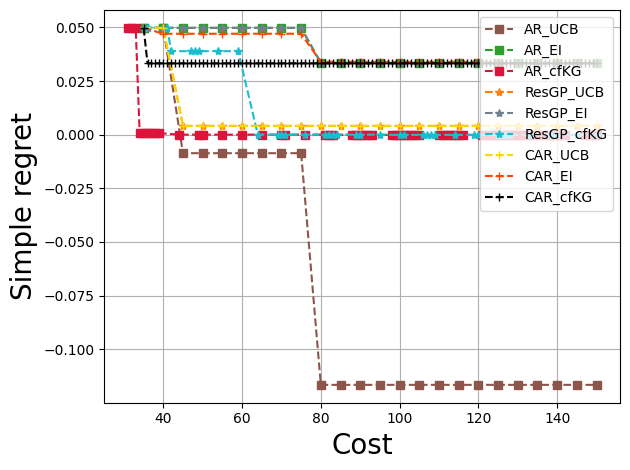 0.050
0.025
0.000
−0.025
−0.050
−0.075
−0.100
Simple regret
40
60
80
100
120
140
Cost
AR_UCB
AR_EI
AR_cfKG
ResGP_UCB
ResGP_EI
ResGP_cfKG
CAR_UCB
CAR_EI
CAR_cfKG